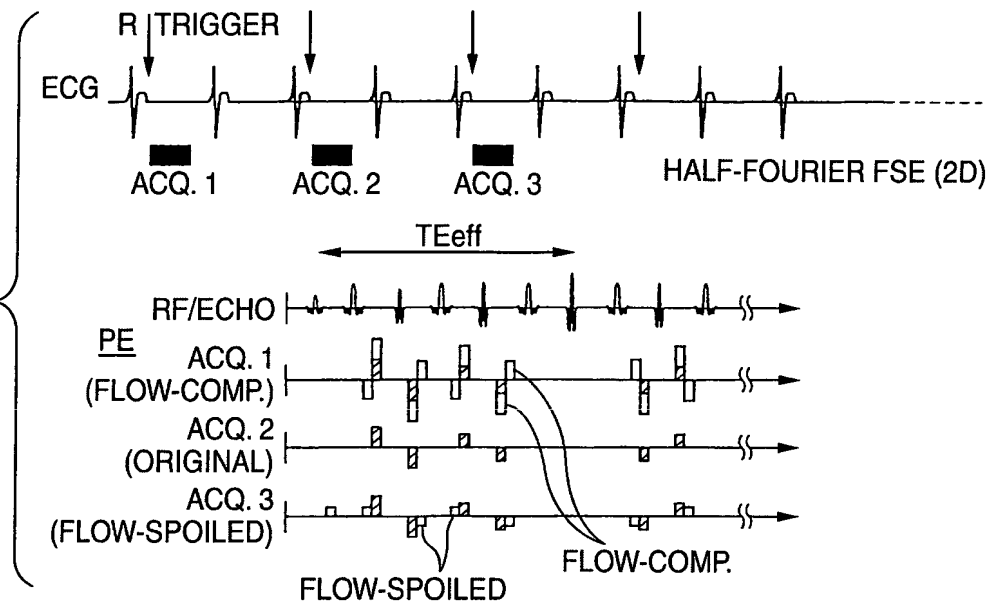 R TRIGGER
ECG
ACQ. 1
ACQ. 2
ACQ. 3
HALF-FOURIER FSE (2D)
TEeff
RF/ECHO
PE
ACQ. 1
(FLOW-COMP.)
ACQ. 2
(ORIGINAL)
ACQ. 3
(FLOW-SPOILED)
FLOW-COMP.
FLOW-SPOILED